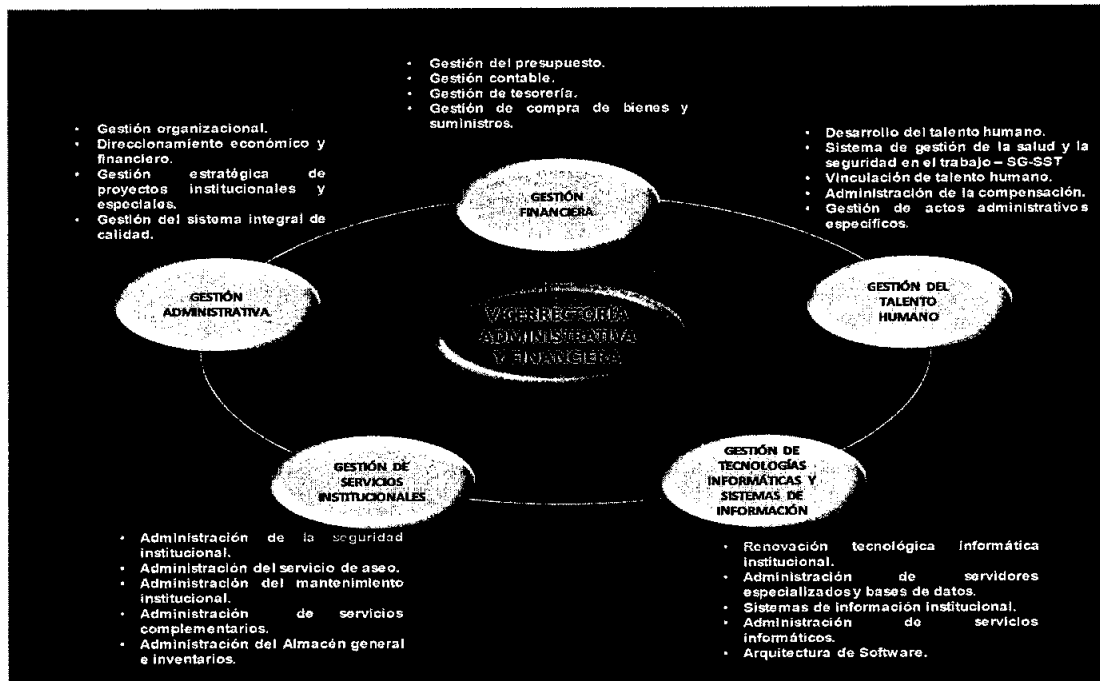 • Gestión del presupuesto.
• Gestión contable.
• Gestión de tesorería.
• Gestión de compra de bienes y
suministros.
• Gestión organizacional.
• Direccionamiento económico y
financiero.
• Gestión estratégica de
proyectos institucionales y
especiales.
• Gestión del sistema integral de
calidad.
• Desarrollo del talento humano.
• Sistema de gestión de la salud y la
seguridad en el trabajo – SG-SST
• Vinculación de talento humano.
• Administración de la compensación.
• Gestión de actos administrativos
específicos.
GESTIÓN
FINANCIERA
GESTIÓN
ADMINISTRATIVA
GESTIÓN DEL
TALENTO
HUMANO
VICERRECTORÍA
ADMINISTRATIVA
Y FINANCIERA
GESTIÓN DE
SERVICIOS
INSTITUCIONALES
GESTIÓN DE
TECNOLOGÍAS
INFORMÁTICAS Y
SISTEMAS DE
INFORMACIÓN
• Administración de la seguridad
institucional.
• Administración del servicio de aseo.
• Administración del mantenimiento
institucional.
• Administración de servicios
complementarios.
• Administración del Almacén general
e inventarios.
• Renovación tecnológica informática
institucional.
• Administración de servidores
especializados y bases de datos.
• Sistemas de información institucional.
• Administración de servicios
informáticos.
• Arquitectura de Software.